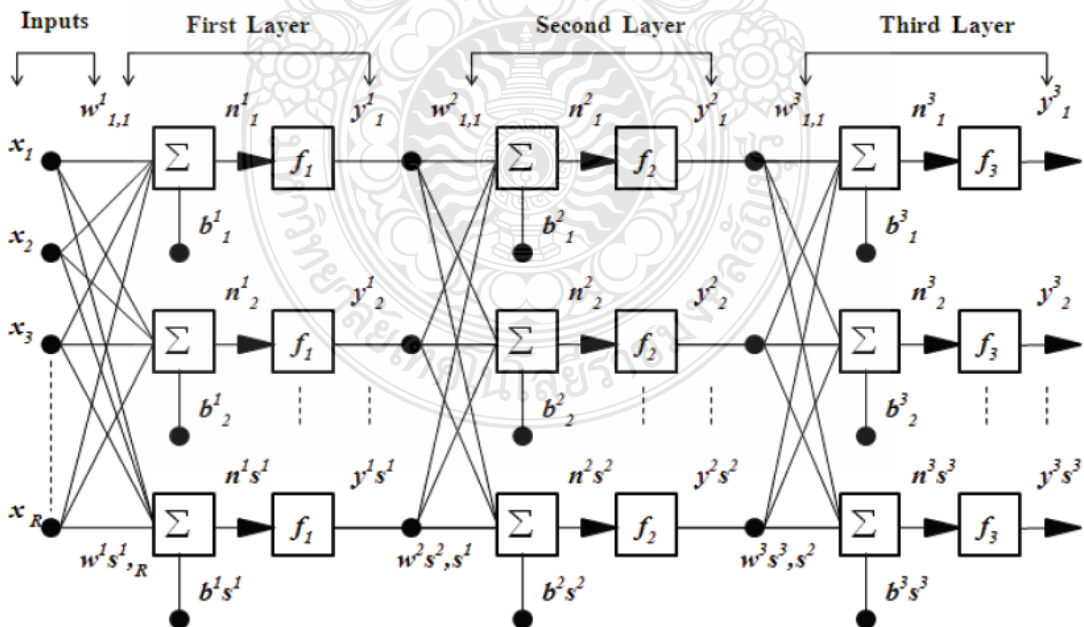 Inputs First Layer Second Layer Third Layer
w¹₁,₁ n¹₁ y¹₁ w²₁,₁ n²₁ y²₁ w³₁,₁ n³₁ y³₁
x₁ Σ f₁ Σ f₂ Σ f₃
b¹₁ b²₁ b³₁
x₂
n¹₂ y¹₂ n²₂ y²₂ n³₂ y³₂
x₃ Σ f₁ Σ f₂ Σ f₃
b¹₂ b²₂ b³₂
n¹s¹ y¹s¹ n²s² y²s² n³s³ y³s³
x R Σ f₁ Σ f₂ Σ f₃
w¹s¹,R w²s²,s¹ w³s³,s²
b¹s¹ b²s² b³s³